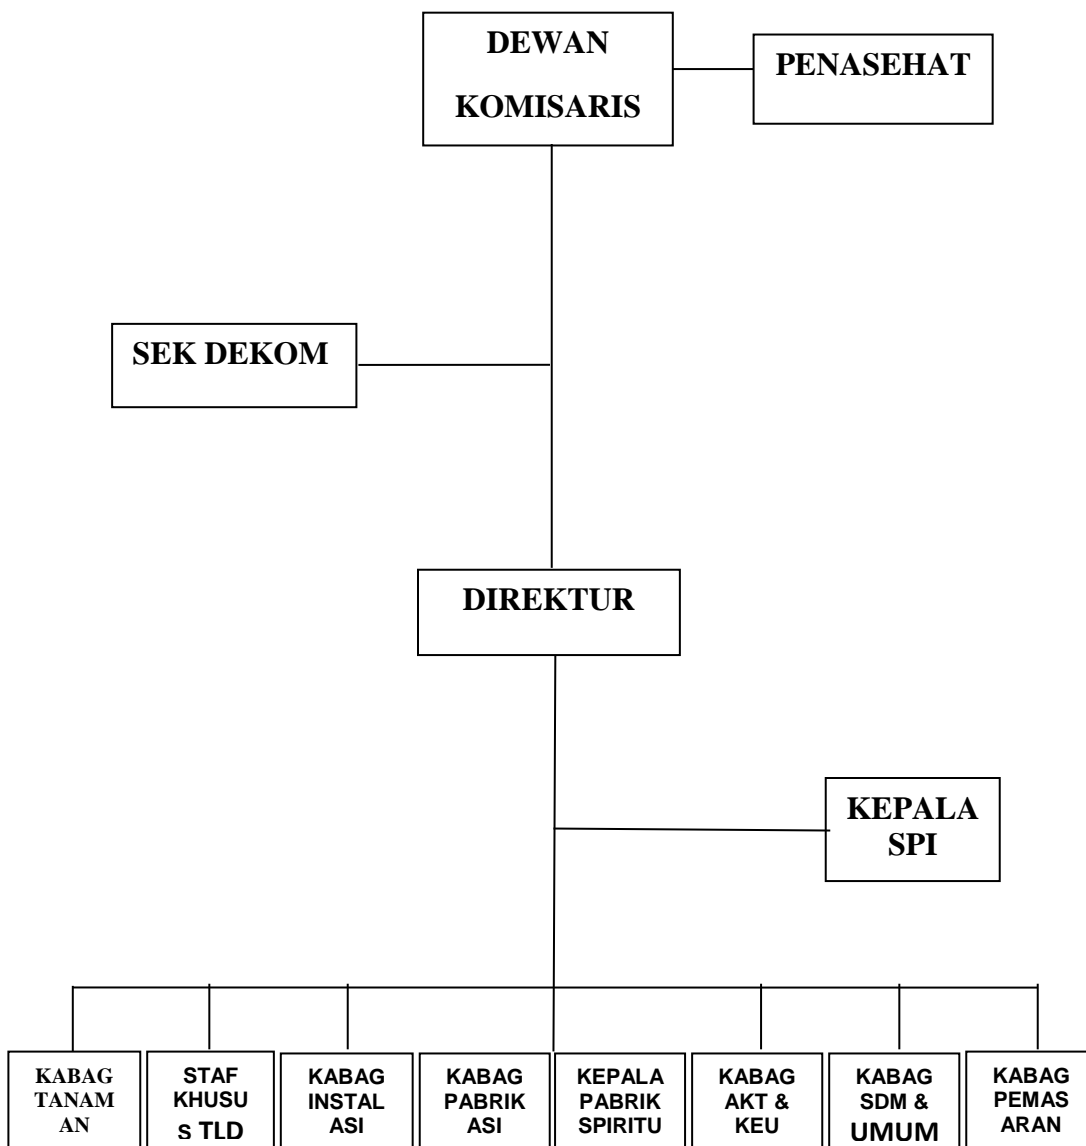 DEWAN
KOMISARIS
PENASEHAT
SEK DEKOM
DIREKTUR
KEPALA
SPI
KABAG
TANAM
AN
STAF
KHUSU
s TLD
KABAG
INSTAL
ASI
KABAG
PABRIK
ASI
KEPALA
PABRIK
SPIRITU
KABAG
AKT &
KEU
KABAG
SDM &
UMUM
KABAG
PEMAS
ARAN